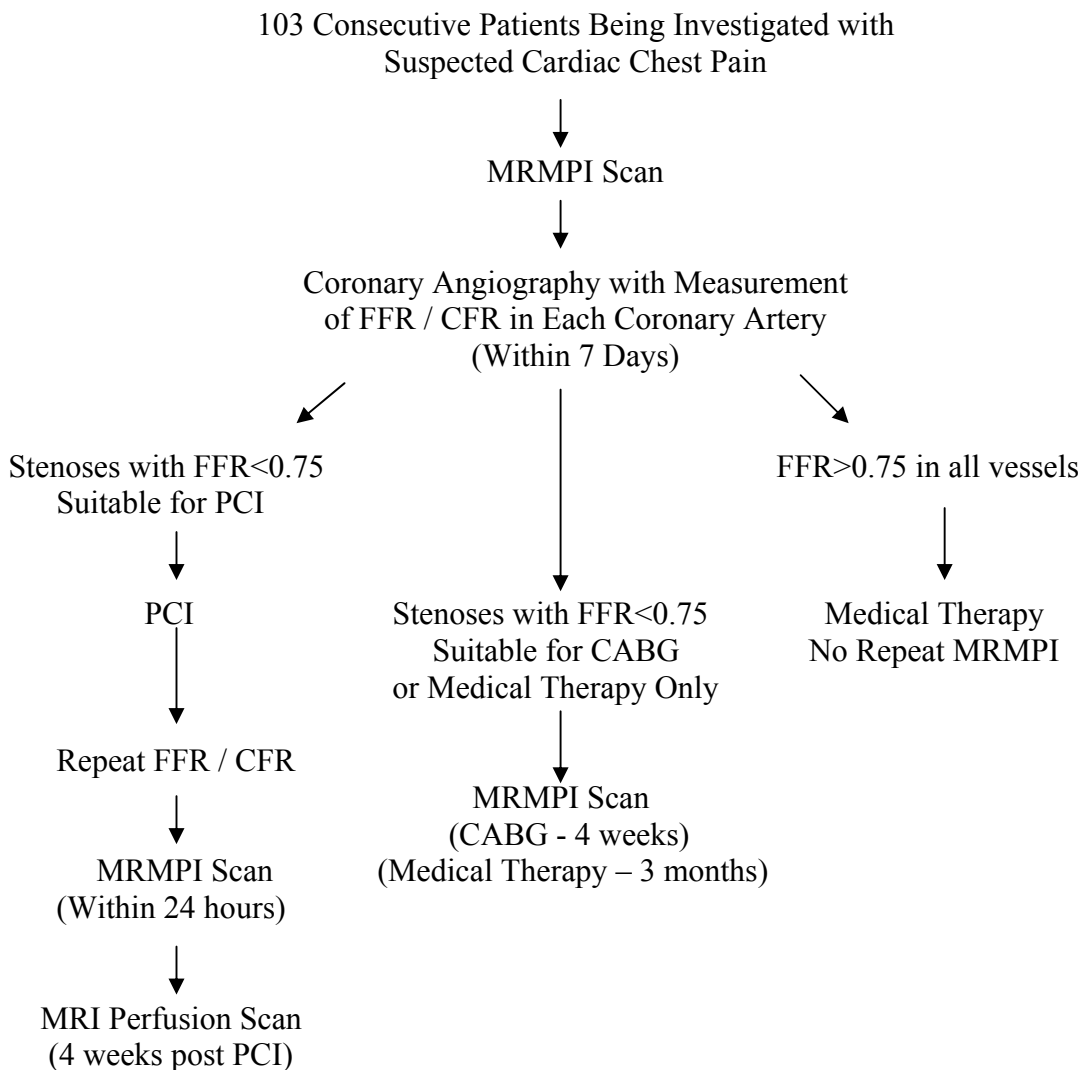 103 Consecutive Patients Being Investigated with
Suspected Cardiac Chest Pain
MRMPI Scan
Coronary Angiography with Measurement
of FFR / CFR in Each Coronary Artery
(Within 7 Days)
Stenoses with FFR<0.75
Suitable for PCI
PCI
Repeat FFR / CFR
MRMPI Scan
(Within 24 hours)
MRI Perfusion Scan
(4 weeks post PCI)
Stenoses with FFR<0.75
Suitable for CABG
or Medical Therapy Only
MRMPI Scan
(CABG - 4 weeks)
(Medical Therapy – 3 months)
FFR>0.75 in all vessels
Medical Therapy
No Repeat MRMPI